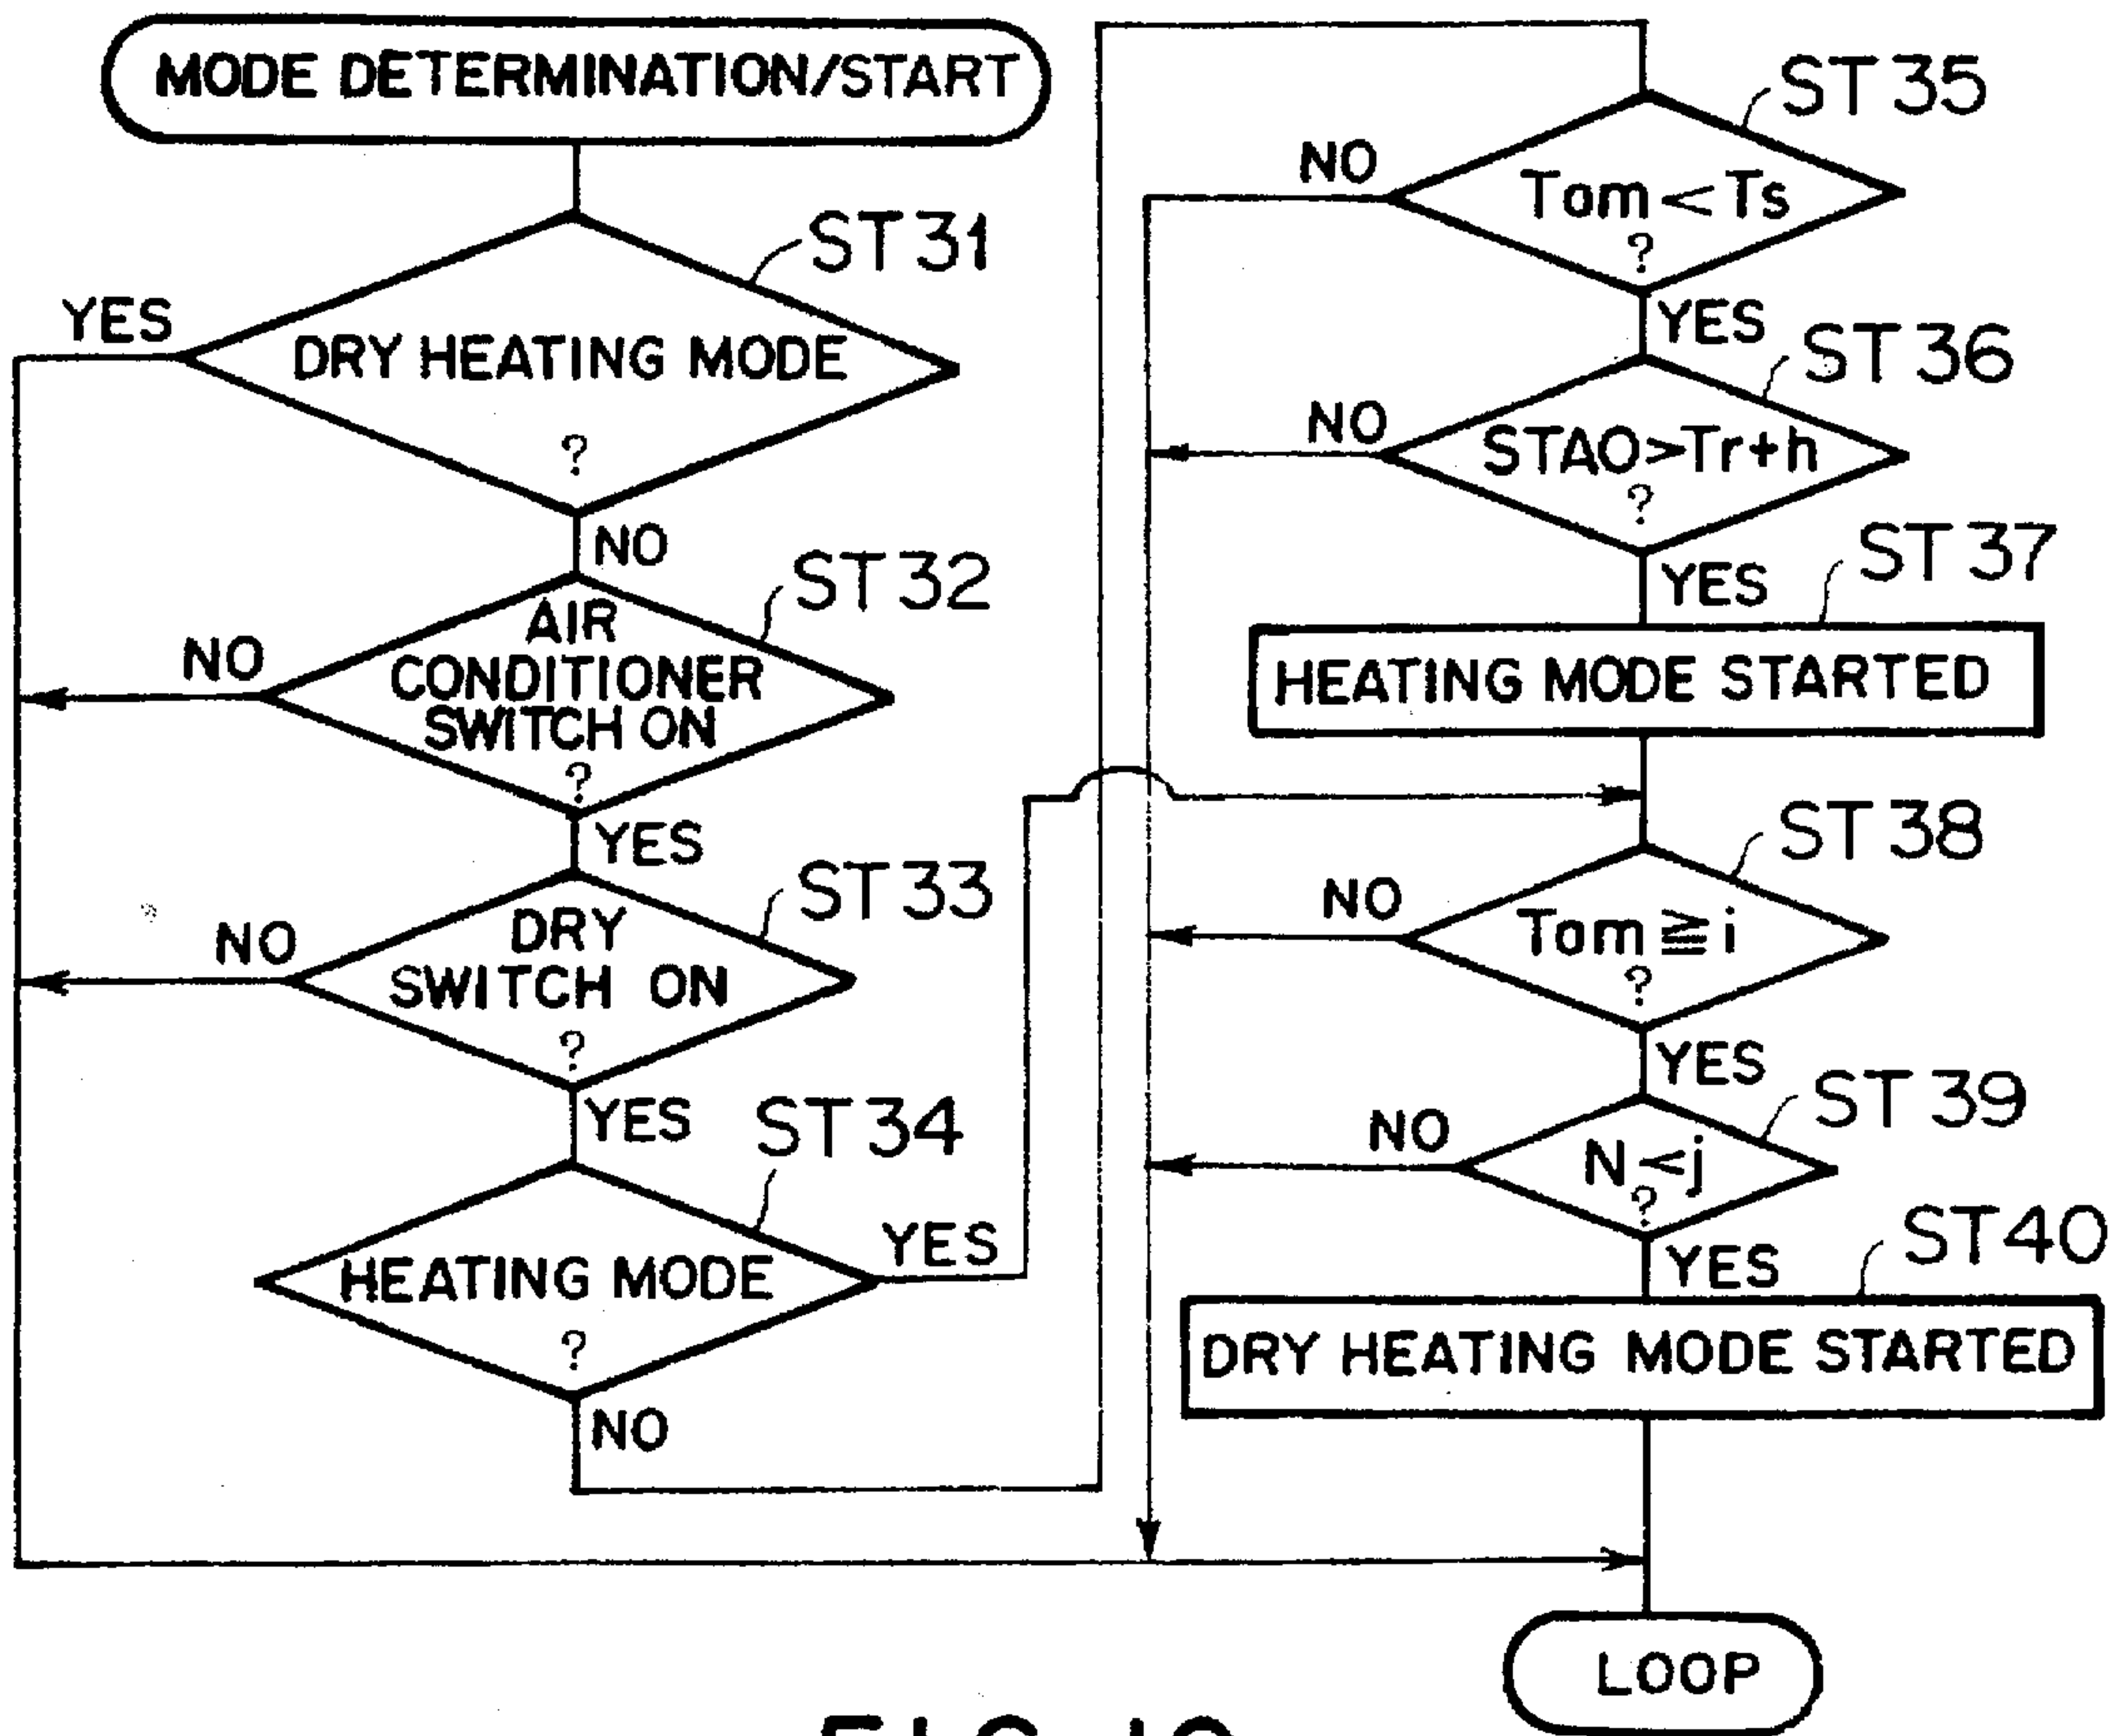 MODE DETERMINATION/START
ST31
YES
DRY HEATING MODE
?
NO
ST32
AIR
CONDITIONER
SWITCH ON
?
NO
YES
ST33
DRY
SWITCH ON
?
NO
YES
ST34
HEATING MODE
?
YES
NO
ST35
Tam<Ts
?
NO
YES
ST36
STAO>Tr+h
?
NO
YES
ST37
HEATING MODE STARTED
ST38
Tam≧i
?
NO
YES
ST39
N<j
?
NO
YES
ST40
DRY HEATING MODE STARTED
LOOP